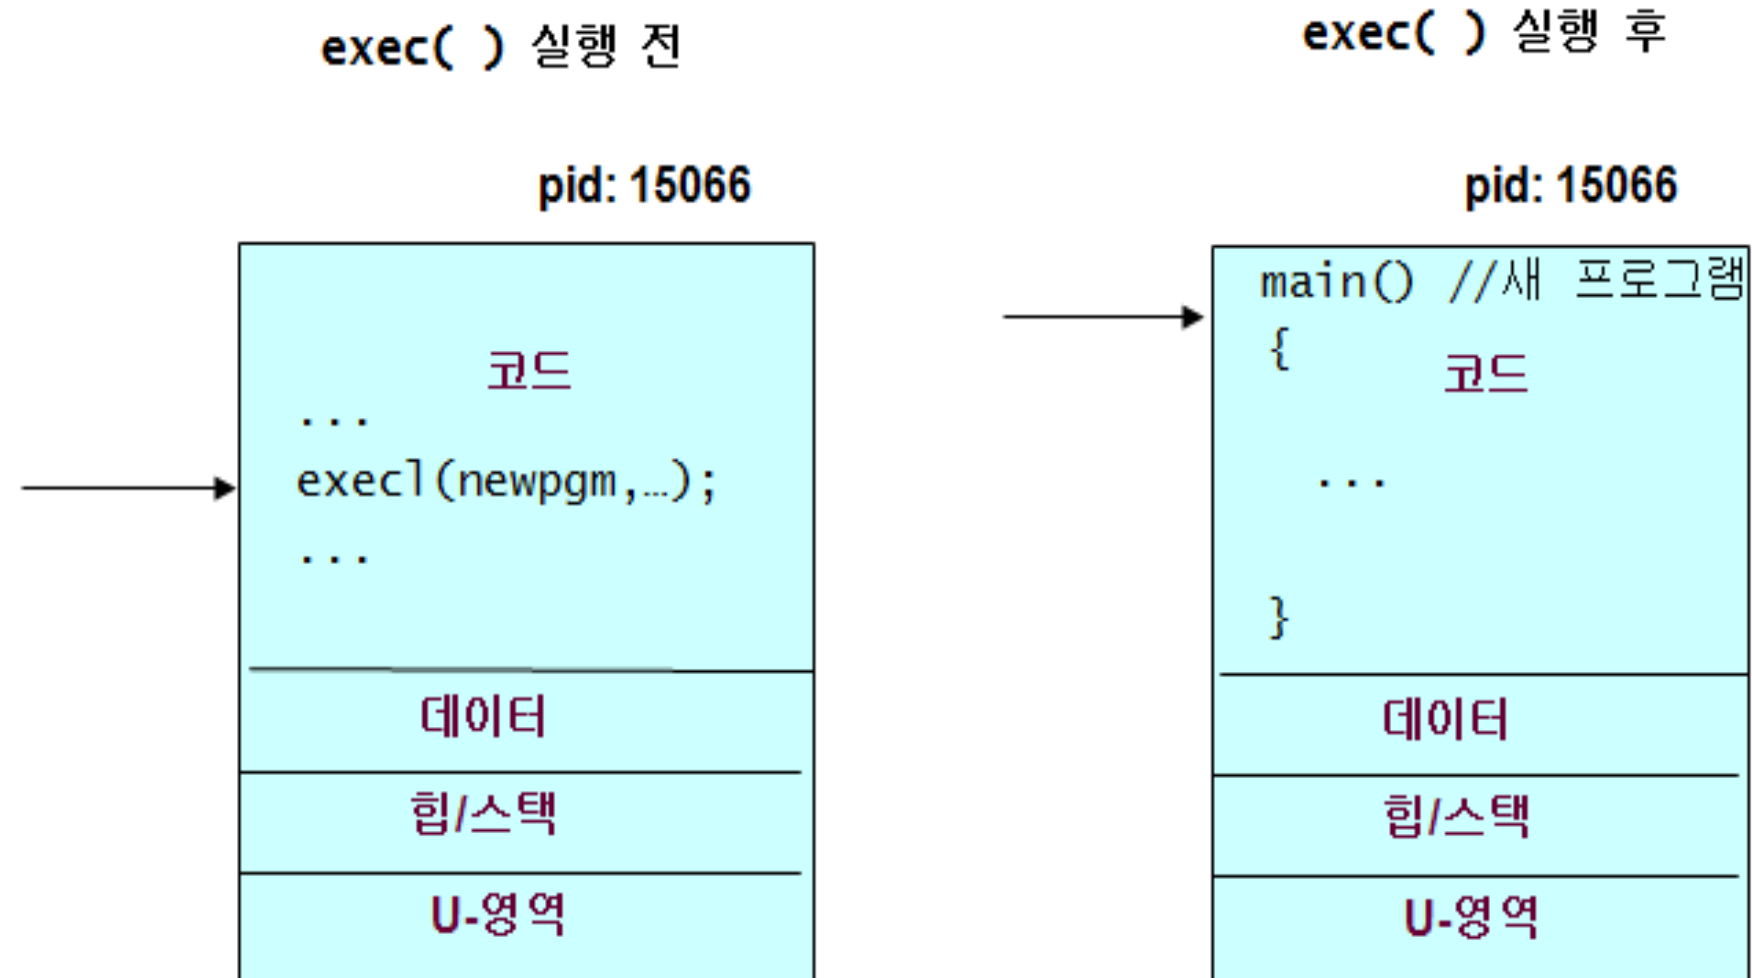 exec( ) 실행 전
pid: 15066
코드
...
execl(newpgm,…);
...
데이터
힙/스택
U-영역
exec( ) 실행 후
pid: 15066
main() //새 프로그램
{
코드
...
}
데이터
힙/스택
U-영역